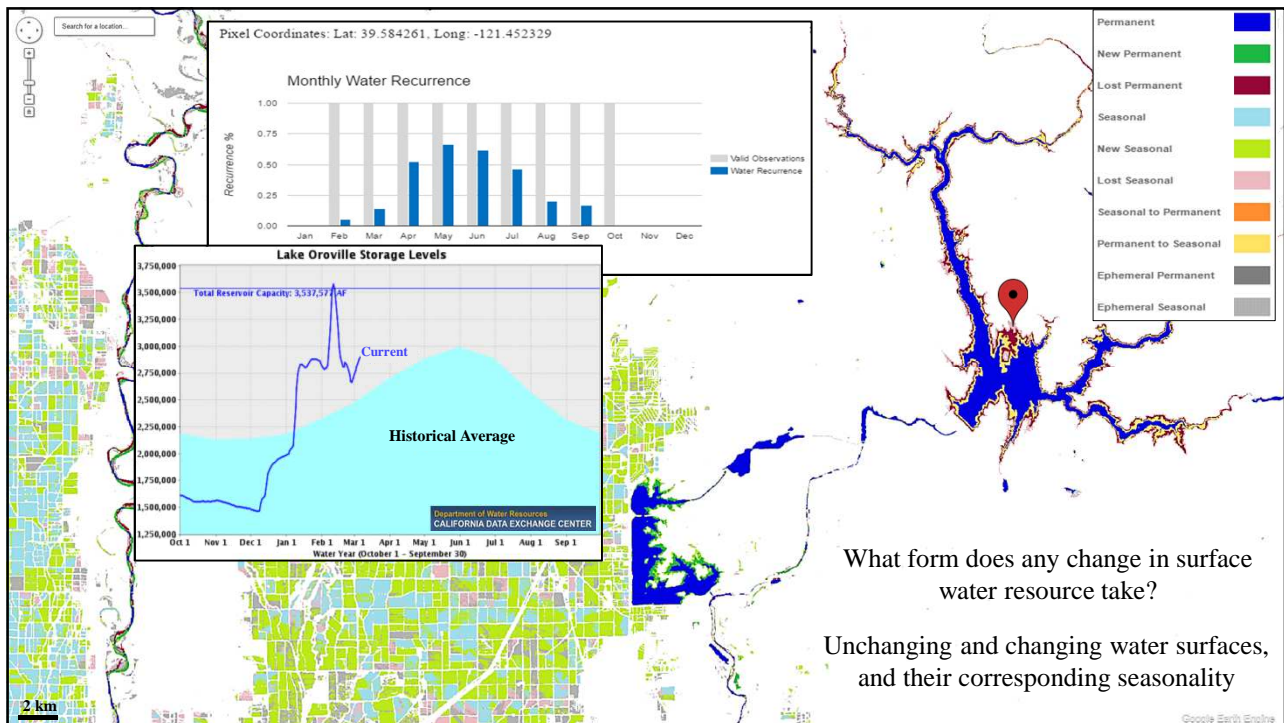 Search for a location...
Pixel Coordinates: Lat: 39.584261, Long: -121.452329
Monthly Water Recurrence
Recurrence %
1.00
0.75
0.50
0.25
0.00
Jan Feb Mar Apr May Jun Jul Aug Sep Oct Nov Dec
Valid Observations
Water Recurrence
Lake Oroville Storage Levels
3,750,000
3,500,000
3,250,000
3,000,000
2,750,000
2,500,000
2,250,000
2,000,000
1,750,000
1,500,000
1,250,000
Total Reservoir Capacity: 3,537,577 AF
Current
Historical Average
Department of Water Resources
CALIFORNIA DATA EXCHANGE CENTER
Oct 1 Nov 1 Dec 1 Jan 1 Feb 1 Mar 1 Apr 1 May 1 Jun 1 Jul 1 Aug 1 Sep 1
Water Year (October 1 - September 30)
Permanent
New Permanent
Lost Permanent
Seasonal
New Seasonal
Lost Seasonal
Seasonal to Permanent
Permanent to Seasonal
Ephemeral Permanent
Ephemeral Seasonal
What form does any change in surface
water resource take?
Unchanging and changing water surfaces,
and their corresponding seasonality
2 km
Google Earth Engine